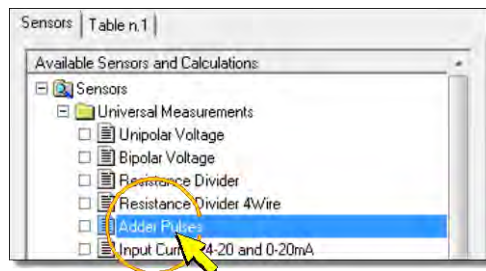 Sensors Table n.1
Available Sensors and Calculations
Sensors
Universal Measurements
Unipolar Voltage
Bipolar Voltage
Resistance Divider
Resistance Divider 4Wire
Adder Pulses
Input Current 4-20 and 0-20mA